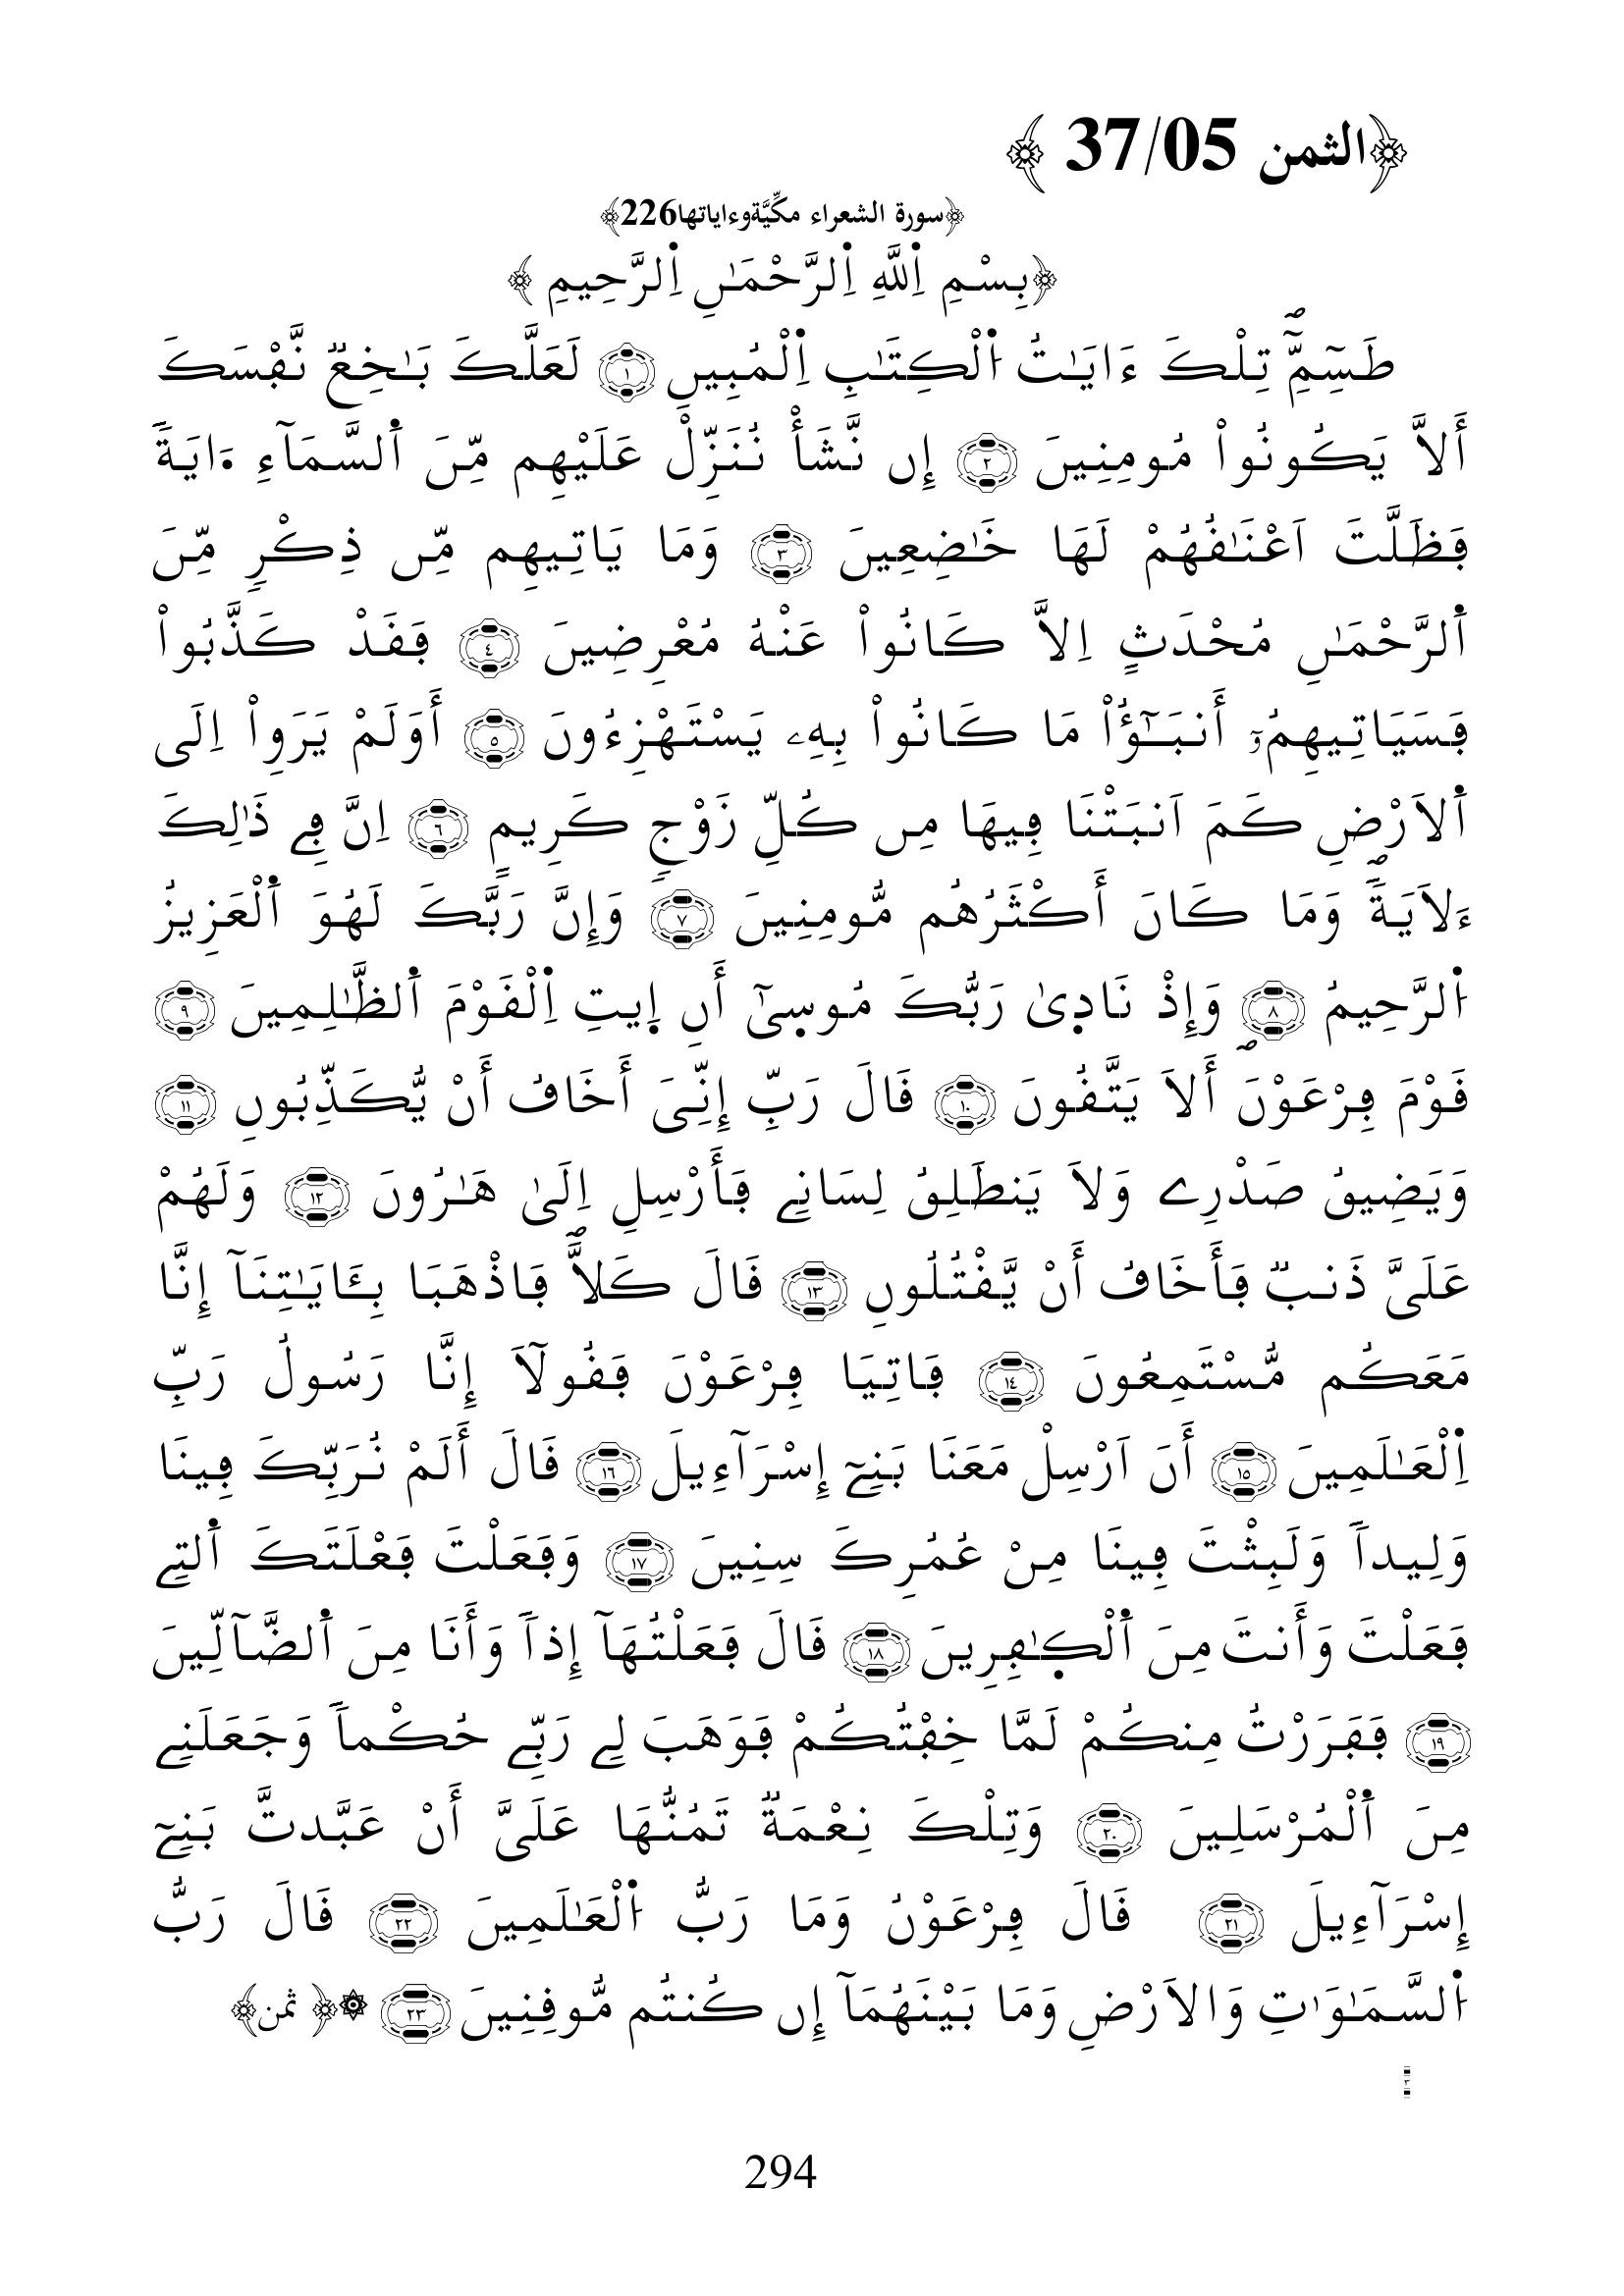 ﴿الثمن 37/05 ﴾
﴿سورة الشعراء مكِّيَّةوءاياتها226﴾
﴿بِسْمِ اِ۬للَّهِ اِ۬لرَّحْمَٰنِ اِ۬لرَّحِيمِ ﴾
طَسِٓمِّٓۖ تِلْكَ ءَايَٰتُ اُ۬لْكِتَٰبِ اِ۬لْمُبِينِ ١ لَعَلَّكَ بَٰخِعٞ نَّفْسَكَ
أَلَّا يَكُونُواْ مُومِنِينَ ٢ إِن نَّشَأْ نُنَزِّلْ عَلَيْهِم مِّنَ اَ۬لسَّمَآءِ ءَايَةٗ
فَظَلَّتَ اَعْنَٰقُهُمْ لَهَا خَٰضِعِينَ ٣ وَمَا يَاتِيهِم مِّن ذِكْرٖ مِّنَ
اَ۬لرَّحْمَٰنِ مُحْدَثٍ اِلَّا كَانُواْ عَنْهُ مُعْرِضِينَ ٤ فَقَدْ كَذَّبُواْ
فَسَيَاتِيهِمُۥٓ أَنۢبَٰٓؤُاْ مَا كَانُواْ بِهِۦ يَسْتَهْزِءُونَ ٥ أَوَلَمْ يَرَوِاْ اِلَى
اَ۬لَارْضِ كَمَ اَنۢبَتْنَا فِيهَا مِن كُلِّ زَوْجٖ كَرِيمٍۖ ٦ اِنَّ فِے ذَٰلِكَ
ءَلَايَةٗۖ وَمَا كَانَ أَكْثَرُهُم مُّومِنِينَ ٧ وَإِنَّ رَبَّكَ لَهُوَ اَ۬لْعَزِيزُ
اُ۬لرَّحِيمُ ٨ وَإِذْ نَاد۪ىٰ رَبُّكَ مُوس۪ىٰٓ أَنِ اِ۪يتِ اِ۬لْقَوْمَ اَ۬لظَّٰلِمِينَ ٩
قَوْمَ فِرْعَوْنَۖ أَلَا يَتَّقُونَ ١٠ قَالَ رَبِّ إِنِّيَ أَخَافُ أَنْ يُّكَذِّبُونِ ١١
وَيَضِيقُ صَدْرِے وَلَا يَنطَلِقُ لِسَانِے فَأَرْسِلِ اِلَىٰ هَٰرُونَ ١٢ وَلَهُمْ
عَلَيَّ ذَنۢبٞ فَأَخَافُ أَنْ يَّقْتُلُونِ ١٣ قَالَ كَلَّاۖ فَاذْهَبَا بِـَٔايَٰتِنَآ إِنَّا
مَعَكُم مُّسْتَمِعُونَ ١٤ فَاتِيَا فِرْعَوْنَ فَقُولَآ إِنَّا رَسُولُ رَبِّ
اِ۬لْعَٰلَمِينَ ١٥ أَنَ اَرْسِلْ مَعَنَا بَنِےٓ إِسْرَآءِيلَ ١٦ قَالَ أَلَمْ نُرَبِّكَ فِينَا
وَلِيداٗ وَلَبِثْتَ فِينَا مِنْ عُمُرِكَ سِنِينَ ١٧ وَفَعَلْتَ فَعْلَتَكَ اَ۬لتِے
فَعَلْتَ وَأَنتَ مِنَ اَ۬لْكٰ۪فِرِينَ ١٨ قَالَ فَعَلْتُهَآ إِذاٗ وَأَنَا مِنَ اَ۬لضَّآلِّينَ
١٩ فَفَرَرْتُ مِنكُمْ لَمَّا خِفْتُكُمْ فَوَهَبَ لِے رَبِّے حُكْماٗ وَجَعَلَنِے
مِنَ اَ۬لْمُرْسَلِينَ ٢٠ وَتِلْكَ نِعْمَةٞ تَمُنُّهَا عَلَيَّ أَنْ عَبَّدتَّ بَنِےٓ
إِسْرَآءِيلَ ٢١ قَالَ فِرْعَوْنُ وَمَا رَبُّ اُ۬لْعَٰلَمِينَ ٢٢ قَالَ رَبُّ
اُ۬لسَّمَٰوَٰتِ وَالَارْضِ وَمَا بَيْنَهُمَآ إِن كُنتُم مُّوقِنِينَ ٢٣ ۞﴿ ثمن﴾
294